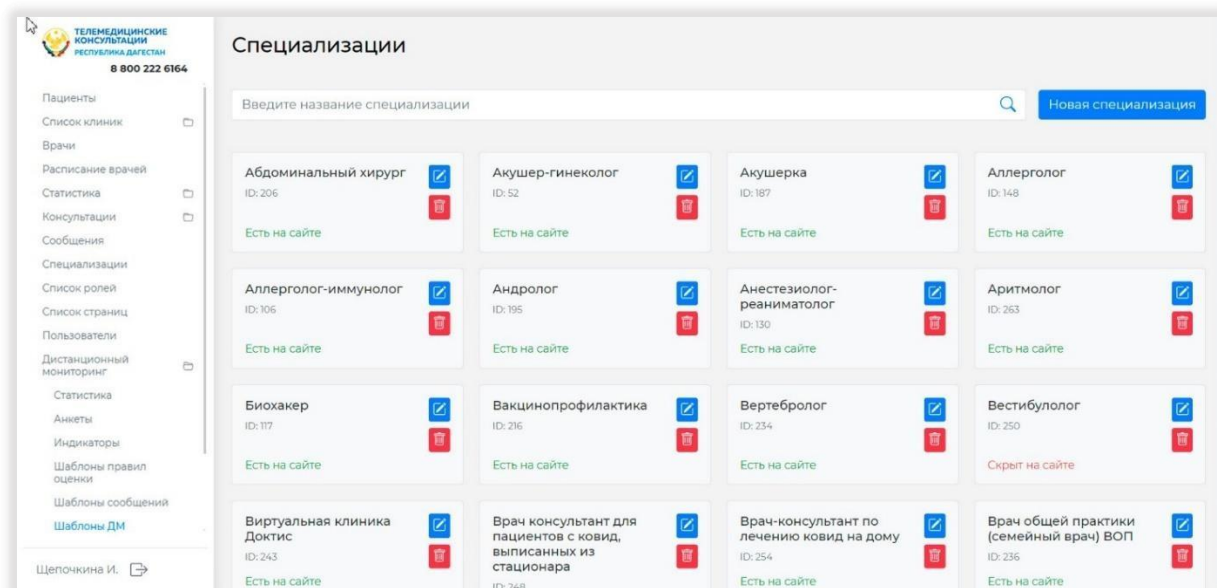 ТЕЛЕМЕДИЦИНСКИЕ
КОНСУЛЬТАЦИИ
РЕСПУБЛИКА ДАГЕСТАН
8 800 222 6164
Пациенты
Список клиник
Врачи
Расписание врачей
Статистика
Консультации
Сообщения
Специализации
Список ролей
Список страниц
Пользователи
Дистанционный
мониторинг
Статистика
Анкеты
Индикаторы
Шаблоны правил
оценки
Шаблоны сообщений
Шаблоны ДМ
Щепочкина И.
Специализации
Введите название специализации
Новая специализация
Абдоминальный хирург
ID: 206
Есть на сайте
Акушер-гинеколог
ID: 52
Есть на сайте
Акушерка
ID: 187
Есть на сайте
Аллерголог
ID: 148
Есть на сайте
Аллерголог-иммунолог
ID: 106
Есть на сайте
Андролог
ID: 195
Есть на сайте
Анестезиолог-
реаниматолог
ID: 130
Есть на сайте
Аритмолог
ID: 263
Есть на сайте
Биохакер
ID: 117
Есть на сайте
Вакцинопрофилактика
ID: 216
Есть на сайте
Вертебролог
ID: 234
Есть на сайте
Вестибулолог
ID: 250
Скрыт на сайте
Виртуальная клиника
Доктис
ID: 243
Есть на сайте
Врач консультант для
пациентов с ковид,
выписанных из
стационара
ID: 248
Врач-консультант по
лечению ковид на дому
ID: 254
Есть на сайте
Врач общей практики
(семейный врач) ВОП
ID: 236
Есть на сайте